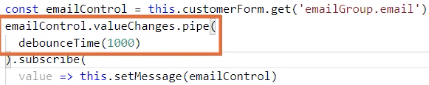 const emailControl = this.customerForm.get('emailGroup.email')
emailControl.valueChanges.pipe(
debounceTime(1000)
).subscribe(
value => this.setMessage(emailControl)